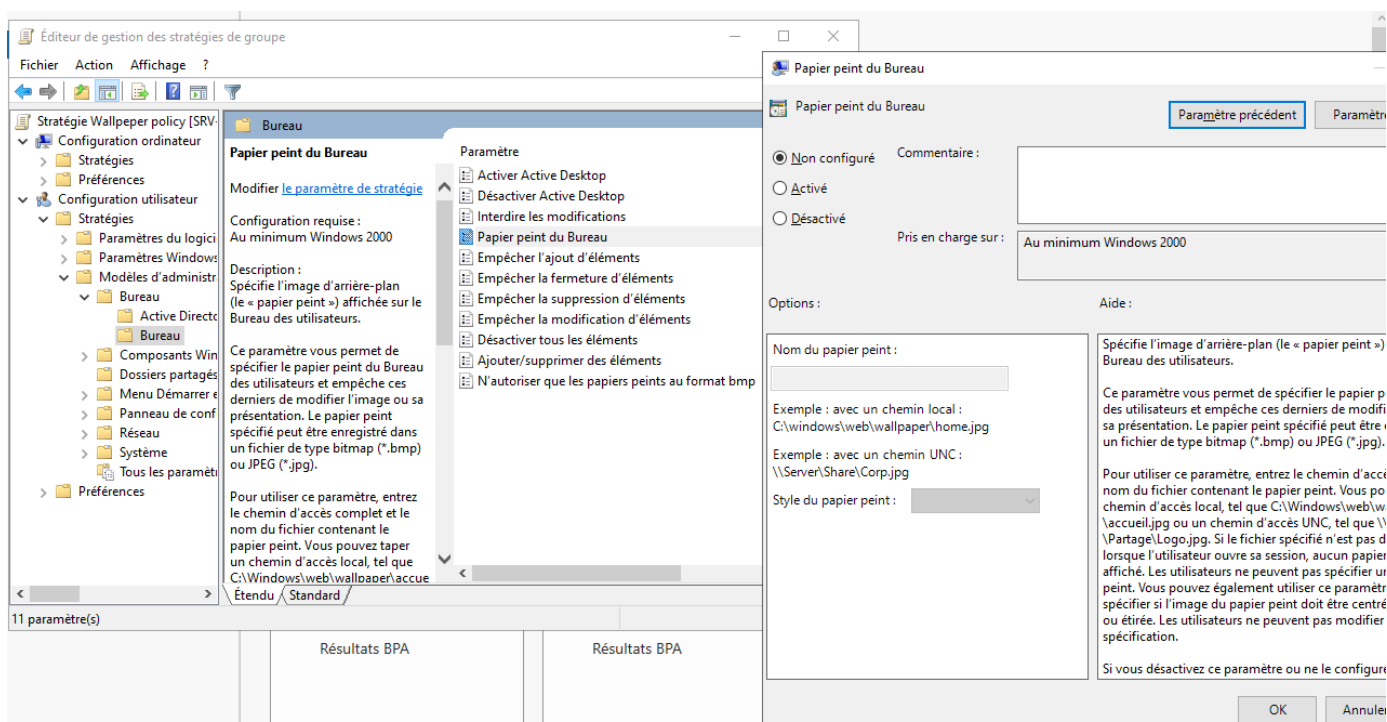 Éditeur de gestion des stratégies de groupe
Fichier Action Affichage ?
Stratégie Wallpeper policy [SRV-
Configuration ordinateur
Stratégies
Préférences
Configuration utilisateur
Stratégies
Paramètres du logici
Paramètres Windows
Modèles d'administr
Bureau
Active Directo
Bureau
Composants Win
Dossiers partagés
Menu Démarrer e
Panneau de conf
Réseau
Système
Tous les paramètr
Préférences
Bureau
Papier peint du Bureau
Modifier le paramètre de stratégie
Configuration requise :
Au minimum Windows 2000
Description :
Spécifie l'image d'arrière-plan
(le « papier peint ») affichée sur le
Bureau des utilisateurs.
Ce paramètre vous permet de
spécifier le papier peint du Bureau
des utilisateurs et empêche ces
derniers de modifier l'image ou sa
présentation. Le papier peint
spécifié peut être enregistré dans
un fichier de type bitmap (*.bmp)
ou JPEG (*.jpg).
Pour utiliser ce paramètre, entrez
le chemin d'accès complet et le
nom du fichier contenant le
papier peint. Vous pouvez taper
un chemin d'accès local, tel que
C:\Windows\web\wallpaper\accue
Paramètre
Activer Active Desktop
Désactiver Active Desktop
Interdire les modifications
Papier peint du Bureau
Empêcher l'ajout d'éléments
Empêcher la fermeture d'éléments
Empêcher la suppression d'éléments
Empêcher la modification d'éléments
Désactiver tous les éléments
Ajouter/supprimer des éléments
N'autoriser que les papiers peints au format bmp
Étendu Standard
11 paramètre(s)
Résultats BPA
Résultats BPA
Papier peint du Bureau
Papier peint du Bureau
Paramètre précédent
Paramètre
Non configuré
Activé
Désactivé
Commentaire :
Pris en charge sur :
Au minimum Windows 2000
Options :
Aide :
Nom du papier peint :
Exemple : avec un chemin local :
C:\windows\web\wallpaper\home.jpg
Exemple : avec un chemin UNC :
\\Server\Share\Corp.jpg
Style du papier peint :
Spécifie l'image d'arrière-plan (le « papier peint »)
Bureau des utilisateurs.
Ce paramètre vous permet de spécifier le papier p
des utilisateurs et empêche ces derniers de modifi
sa présentation. Le papier peint spécifié peut être
un fichier de type bitmap (*.bmp) ou JPEG (*.jpg).
Pour utiliser ce paramètre, entrez le chemin d'accè
nom du fichier contenant le papier peint. Vous po
chemin d'accès local, tel que C:\Windows\web\w
\accueil.jpg ou un chemin d'accès UNC, tel que \\
\Partage\Logo.jpg. Si le fichier spécifié n'est pas d
lorsque l'utilisateur ouvre sa session, aucun papier
affiché. Les utilisateurs ne peuvent pas spécifier un
peint. Vous pouvez également utiliser ce paramètr
spécifier si l'image du papier peint doit être centré
ou étirée. Les utilisateurs ne peuvent pas modifier
spécification.
Si vous désactivez ce paramètre ou ne le configure
OK
Annuler